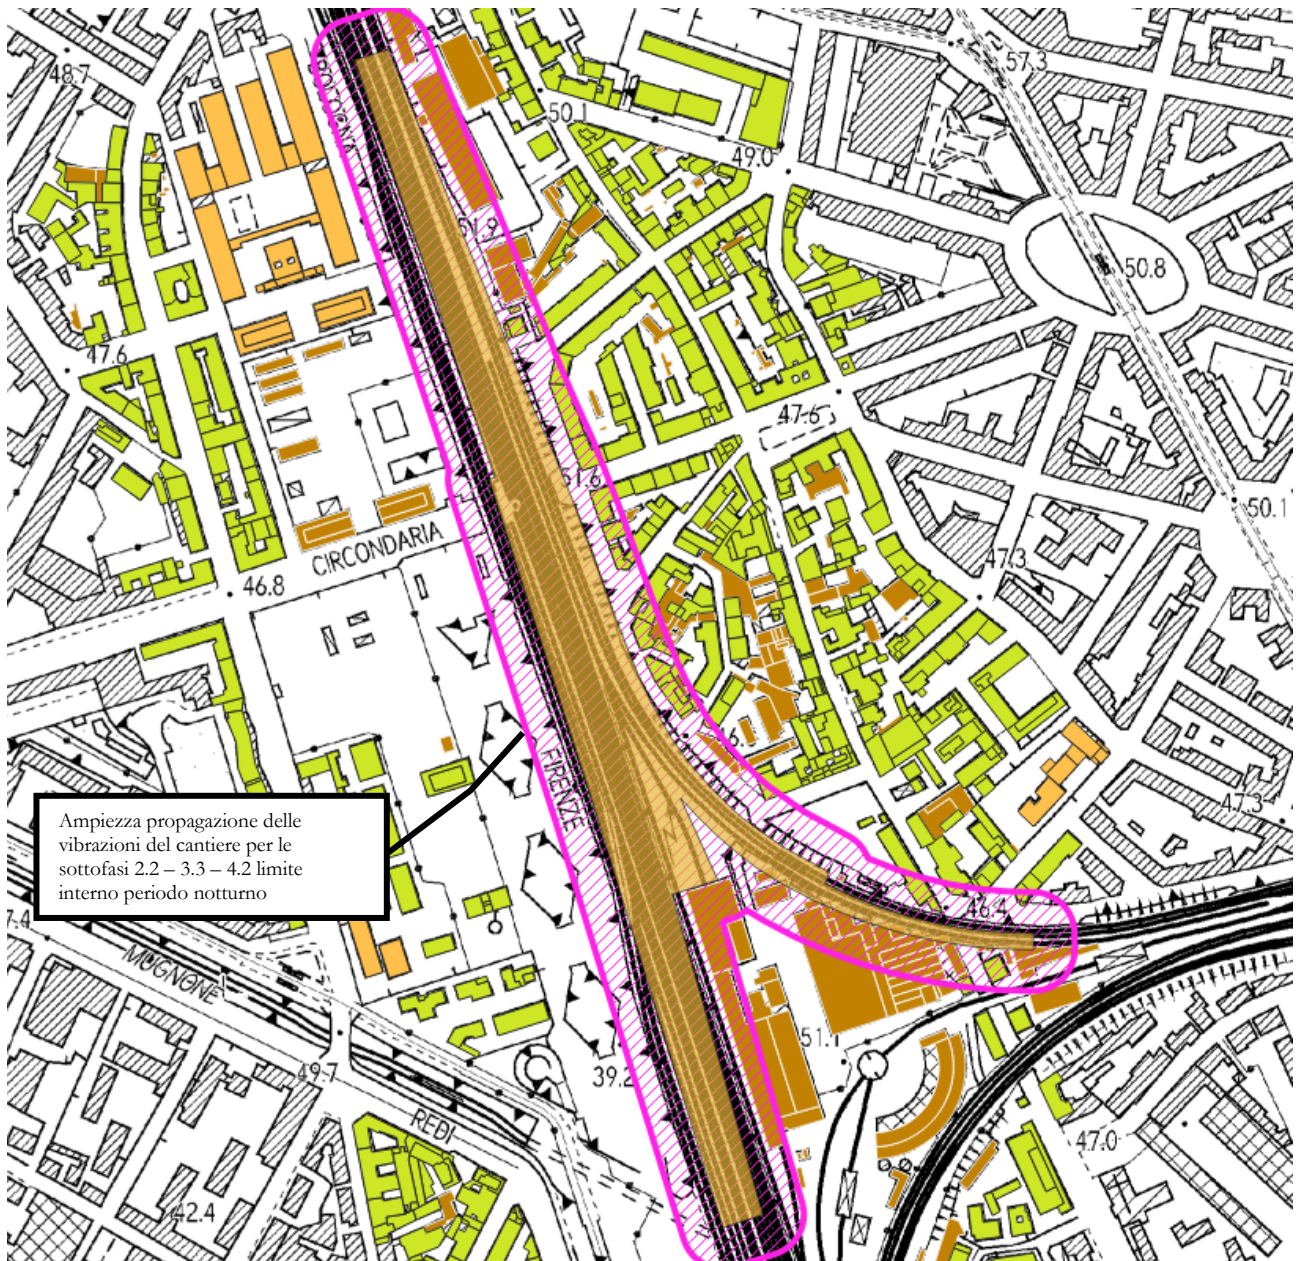 57.3
48.7
50.1
49.0
51.9
50.8
47.6
47.6
51.6
50.1
CIRCONDARIA
47.3
46.8
FIRENZE
47.3
Ampiezza propagazione delle
vibrazioni del cantiere per le
sottofasi 2.2 – 3.3 – 4.2 limite
interno periodo notturno
46.4
7.4
MUGNONE
51.1
39.2
49.7
REDI
47.0
42.4